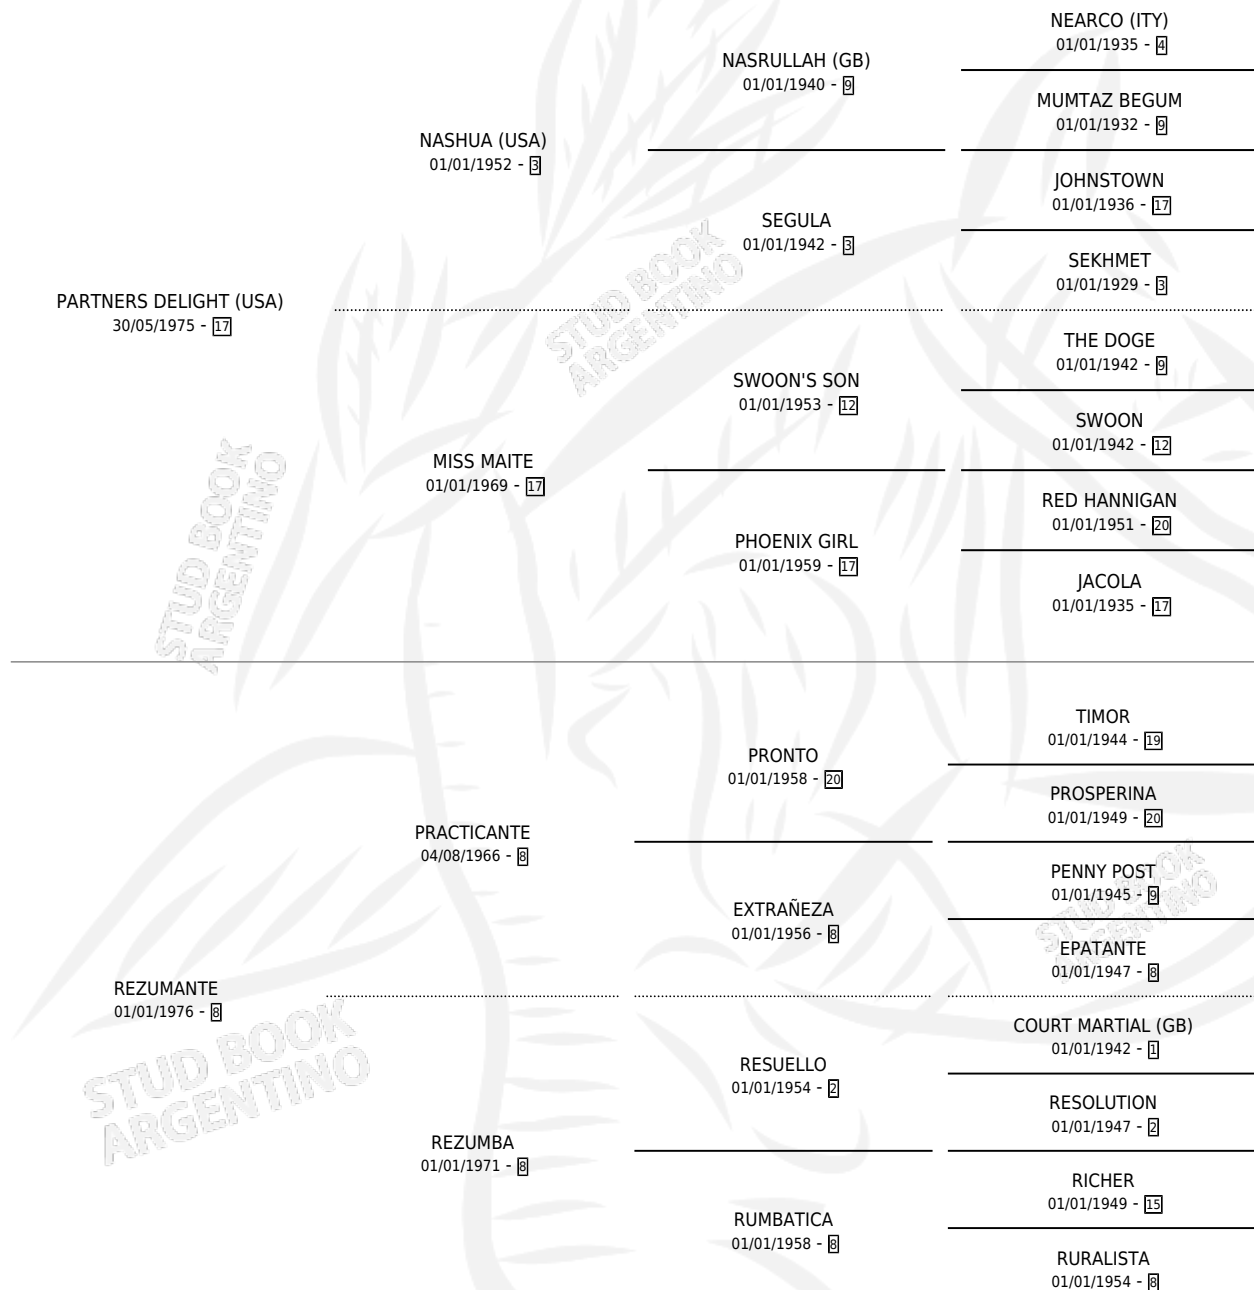 NEARCO (ITY)
01/01/1935 - 4
NASRULLAH (GB)
01/01/1940 - 9
MUMTAZ BEGUM
01/01/1932 - 9
NASHUA (USA)
01/01/1952 - 3
JOHNSTOWN
01/01/1936 - 17
SEGULA
01/01/1942 - 3
SEKHMET
01/01/1929 - 3
PARTNERS DELIGHT (USA)
30/05/1975 - 17
THE DOGE
01/01/1942 - 9
SWOON'S SON
01/01/1953 - 12
SWOON
01/01/1942 - 12
MISS MAITE
01/01/1969 - 17
RED HANNIGAN
01/01/1951 - 20
PHOENIX GIRL
01/01/1959 - 17
JACOLA
01/01/1935 - 17
TIMOR
01/01/1944 - 19
PRONTO
01/01/1958 - 20
PROSPERINA
01/01/1949 - 20
PRACTICANTE
04/08/1966 - 8
PENNY POST
01/01/1945 - 9
EXTRAÑEZA
01/01/1956 - 8
EPATANTE
01/01/1947 - 8
REZUMANTE
01/01/1976 - 8
COURT MARTIAL (GB)
01/01/1942 - 1
RESUELLO
01/01/1954 - 2
RESOLUTION
01/01/1947 - 2
REZUMBA
01/01/1971 - 8
RICHER
01/01/1949 - 15
RUMBATICA
01/01/1958 - 8
RURALISTA
01/01/1954 - 8
STUD BOOK
ARGENTINO
STUD BOOK
ARGENTINO
STUD BOOK
ARGENTINO
STUD BOOK
ARGENTINO